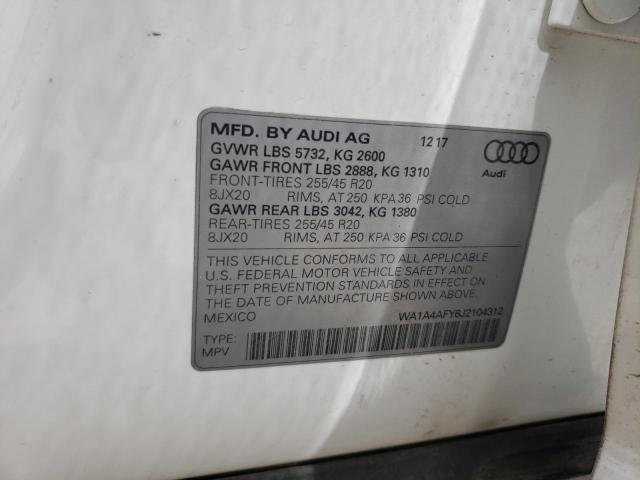 MFD. BY AUDI AG 12 17
GVWR LBS 5732, KG 2600
GAWR FRONT LBS 2888, KG 1310
FRONT-TIRES 255/45 R20
8JX20 RIMS, AT 250 KPA 36 PSI COLD
GAWR REAR LBS 3042, KG 1380
REAR-TIRES 255/45 R20
8JX20 RIMS, AT 250 KPA 36 PSI COLD
Audi
THIS VEHICLE CONFORMS TO ALL APPLICABLE
U.S. FEDERAL MOTOR VEHICLE SAFETY AND
THEFT PREVENTION STANDARDS IN EFFECT ON
THE DATE OF MANUFACTURE SHOWN ABOVE.
MEXICO WA1A4AFY6J2104312
TYPE:
MPV